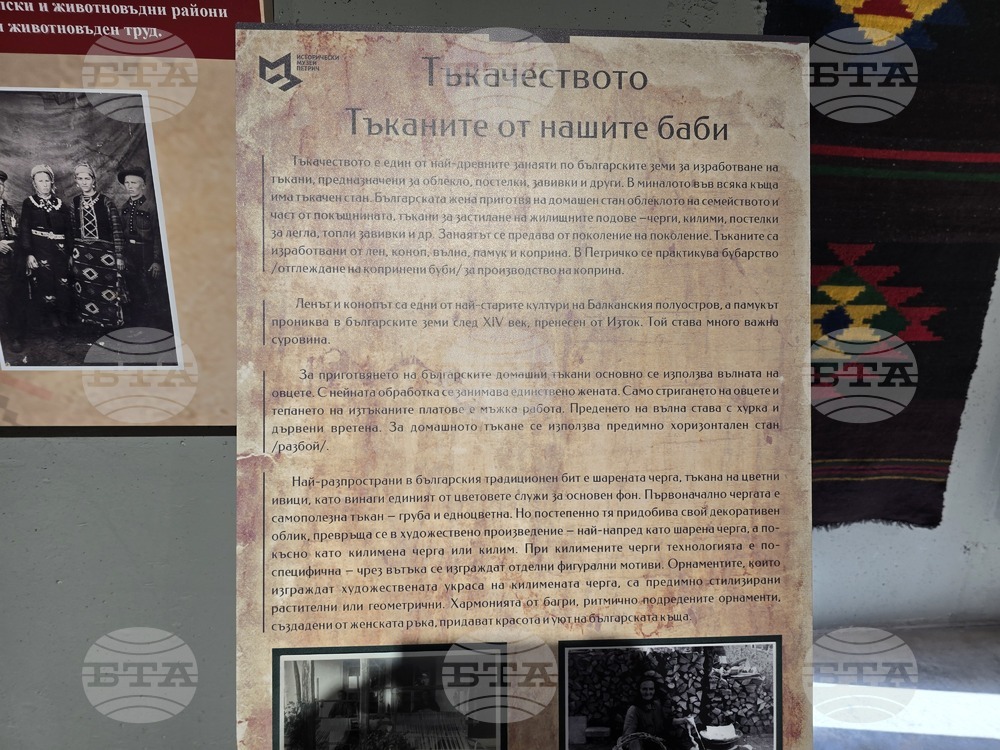 лски и животновъдни райони
животновъден труд.
ИСТОРИЧЕСКИ
МУЗЕЙ
ПЕТРИЧ
Тъкачеството
Тъканите от нашите баби
Тъкачеството е един от най-древните занаяти по българските земи за изработване на
тъкани, предназначени за облекло, постелки, завивки и други. В миналото във всяка къща
има тъкачен стан. Българската жена приготвя на домашен стан облеклото на семейството и
част от покъщнината, тъкани за застилане на жилищните подове –черги, килими, постелки
за легла, топли завивки и др. Занаятът се предава от поколение на поколение. Тъканите са
изработвани от лен, коноп, вълна, памук и коприна. В Петричко се практикува бубарство
/отглеждане на копринени буби/ за производство на коприна.
Ленът и конопът са едни от най-старите култури на Балканския полуостров, а памукът
прониква в българските земи след XIV век, пренесен от Изток. Той става много важна
суровина.
За приготвянето на българските домашни тъкани основно се използва вълната на
овцете. С нейната обработка се занимава единствено жената. Само стригането на овцете и
тепането на изтъканите платове е мъжка работа. Преденето на вълна става с хурка и
дървени вретена. За домашното тъкане се използва предимно хоризонтален стан
/разбой/.
Най-разпространи в българския традиционен бит е шарената черга, тъкана на цветни
ивици, като винаги единият от цветовете служи за основен фон. Първоначално чергата е
самополезна тъкан – груба и едноцветна. Но постепенно тя придобива свой декоративен
облик, превръща се в художествено произведение – най-напред като шарена черга, а по-
късно като килимена черга или килим. При килимените черги технологията е по-
специфична – чрез вътъка се изграждат отделни фигурални мотиви. Орнаментите, които
изграждат художествената украса на килимената черга, са предимно стилизирани
растителни или геометрични. Хармонията от багри, ритмично подредените орнаменти,
създадени от женската ръка, придават красота и уют на българската къща.
БТА
БТА
БТА
БТА
БТА
БТА
БТА
БТА
БТА